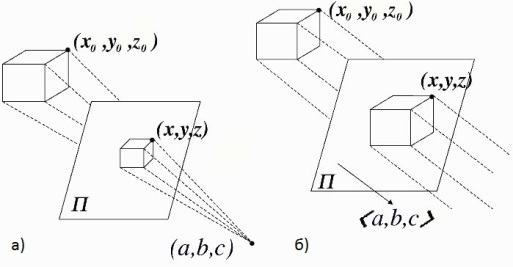 (x₀ ,y₀ ,z₀ )
(x,y,z)
П
а)
(a,b,c)
(x₀ ,y₀ ,z₀ )
(x,y,z)
П
<a,b,c>
б)